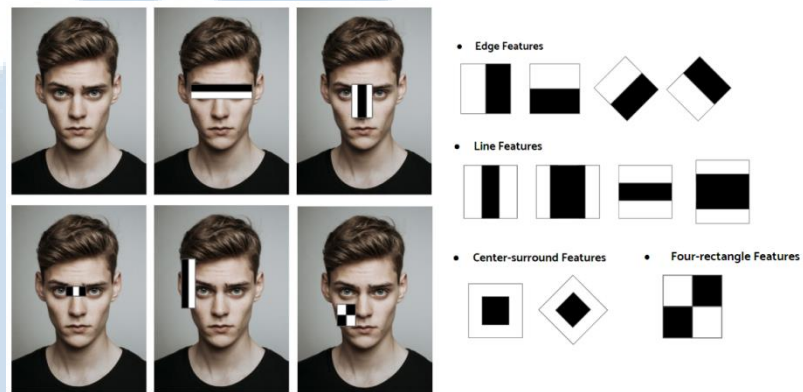 Edge Features
Line Features
Center-surround Features
Four-rectangle Features